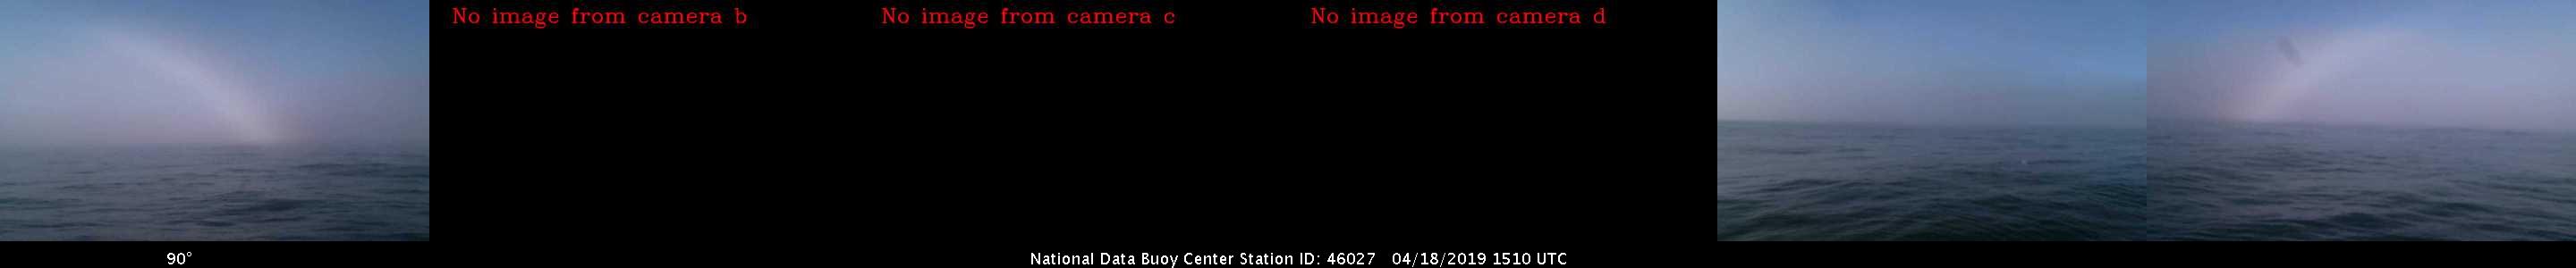 No image from camera b
No image from camera c
No image from camera d
90°
National Data Buoy Center Station ID: 46027 04/18/2019 1510 UTC